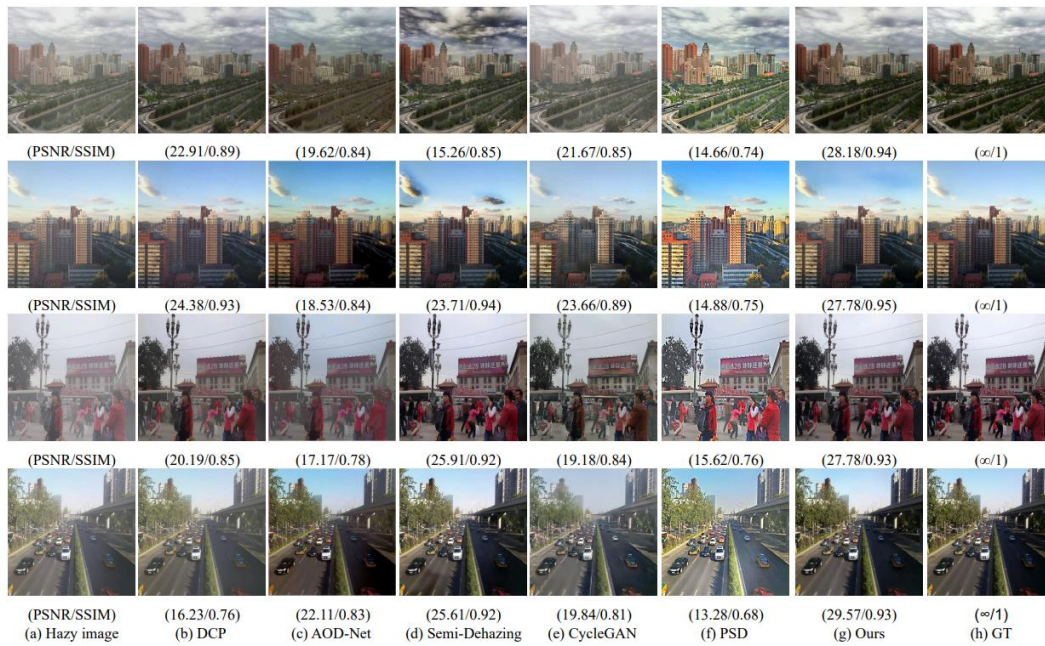 (PSNR/SSIM) (22.91/0.89) (19.62/0.84) (15.26/0.85) (21.67/0.85) (14.66/0.74) (28.18/0.94) (∞/1)
(PSNR/SSIM) (24.38/0.93) (18.53/0.84) (23.71/0.94) (23.66/0.89) (14.88/0.75) (27.78/0.95) (∞/1)
(PSNR/SSIM) (20.19/0.85) (17.17/0.78) (25.91/0.92) (19.18/0.84) (15.62/0.76) (27.78/0.93) (∞/1)
(PSNR/SSIM) (16.23/0.76) (22.11/0.83) (25.61/0.92) (19.84/0.81) (13.28/0.68) (29.57/0.93) (∞/1)
(a) Hazy image (b) DCP (c) AOD-Net (d) Semi-Dehazing (e) CycleGAN (f) PSD (g) Ours (h) GT